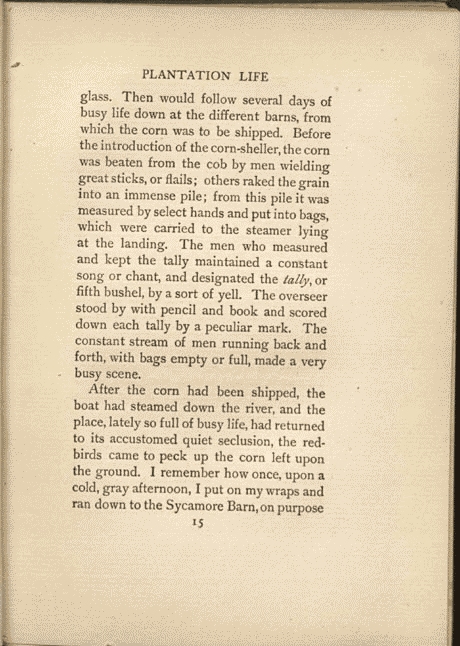 PLANTATION LIFE
glass. Then would follow several days of
busy life down at the different barns, from
which the corn was to be shipped. Before
the introduction of the corn-sheller, the corn
was beaten from the cob by men wielding
great sticks, or flails; others raked the grain
into an immense pile; from this pile it was
measured by select hands and put into bags,
which were carried to the steamer lying
at the landing. The men who measured
and kept the tally maintained a constant
song or chant, and designated the tally, or
fifth bushel, by a sort of yell. The overseer
stood by with pencil and book and scored
down each tally by a peculiar mark. The
constant stream of men running back and
forth, with bags empty or full, made a very
busy scene.
After the corn had been shipped, the
boat had steamed down the river, and the
place, lately so full of busy life, had returned
to its accustomed quiet seclusion, the red-
birds came to peck up the corn left upon
the ground. I remember how once, upon a
cold, gray afternoon, I put on my wraps and
ran down to the Sycamore Barn, on purpose
15